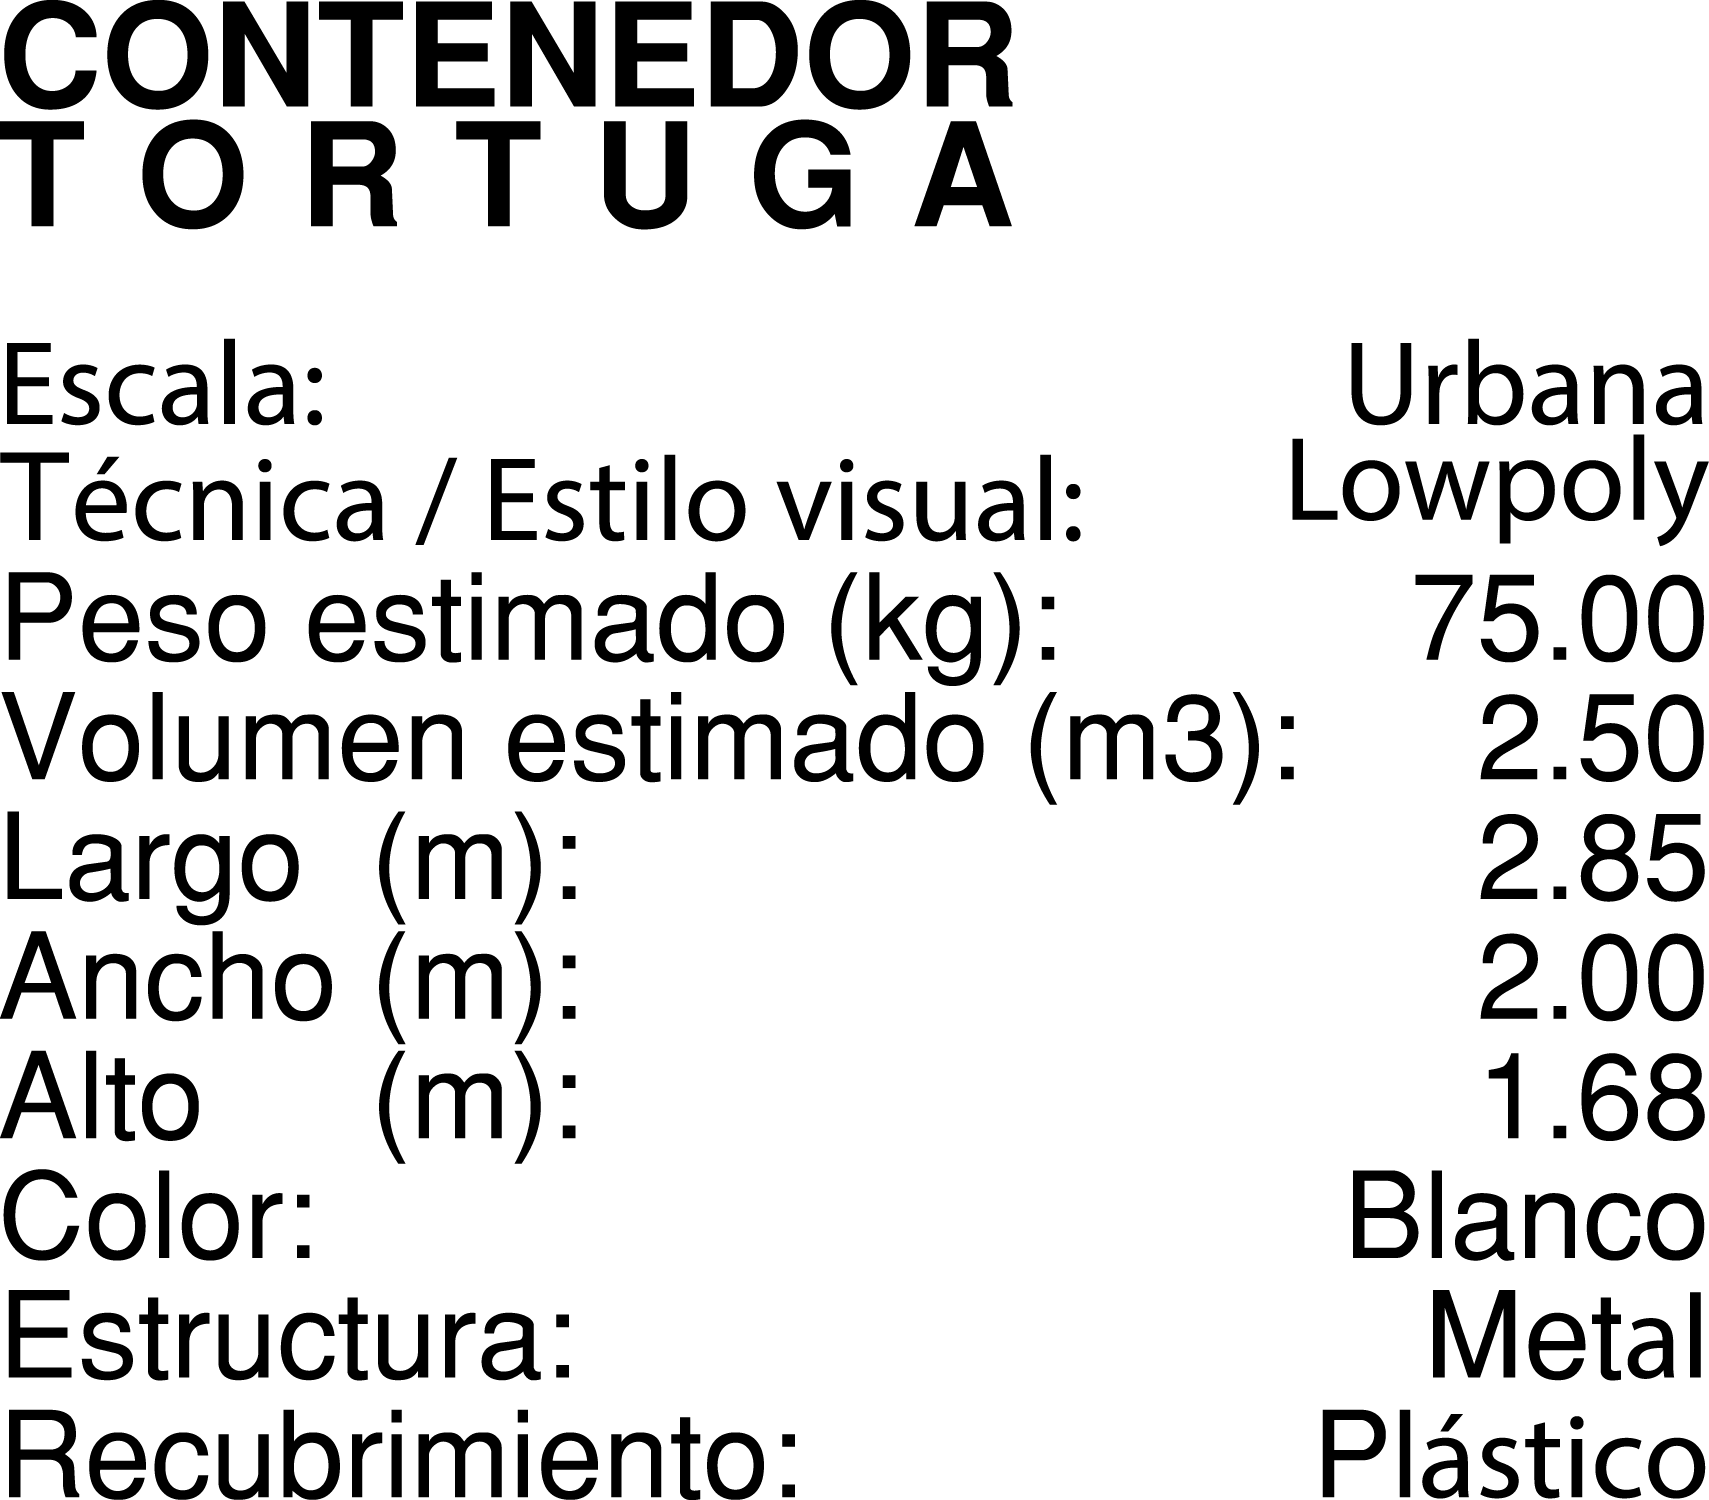 CONTENEDOR
TORTUGA
Escala: Urbana
Técnica / Estilo visual: Lowpoly
Peso estimado (kg): 75.00
Volumen estimado (m3): 2.50
Largo (m): 2.85
Ancho (m): 2.00
Alto (m): 1.68
Color: Blanco
Estructura: Metal
Recubrimiento: Plástico